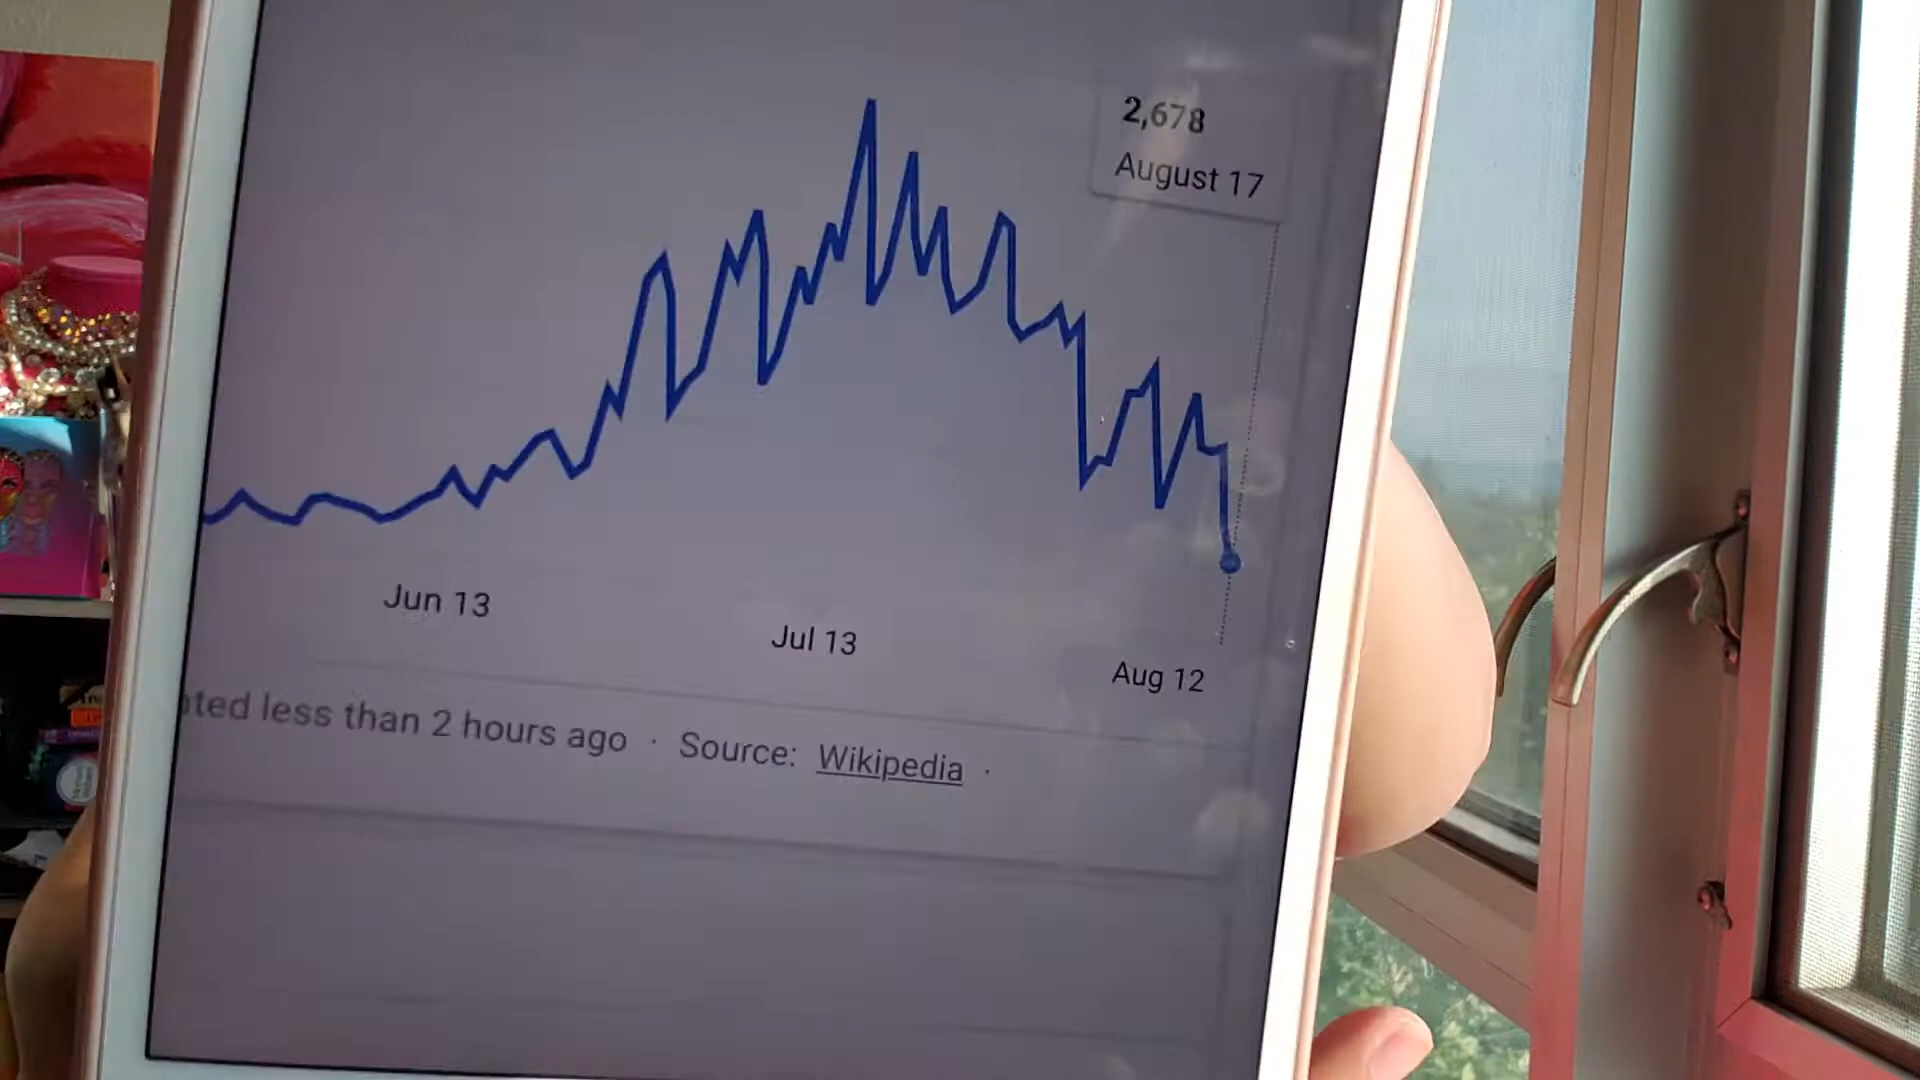 2,678
August 17
Jun 13
Jul 13
Aug 12
less than 2 hours ago · Source: Wikipedia ·